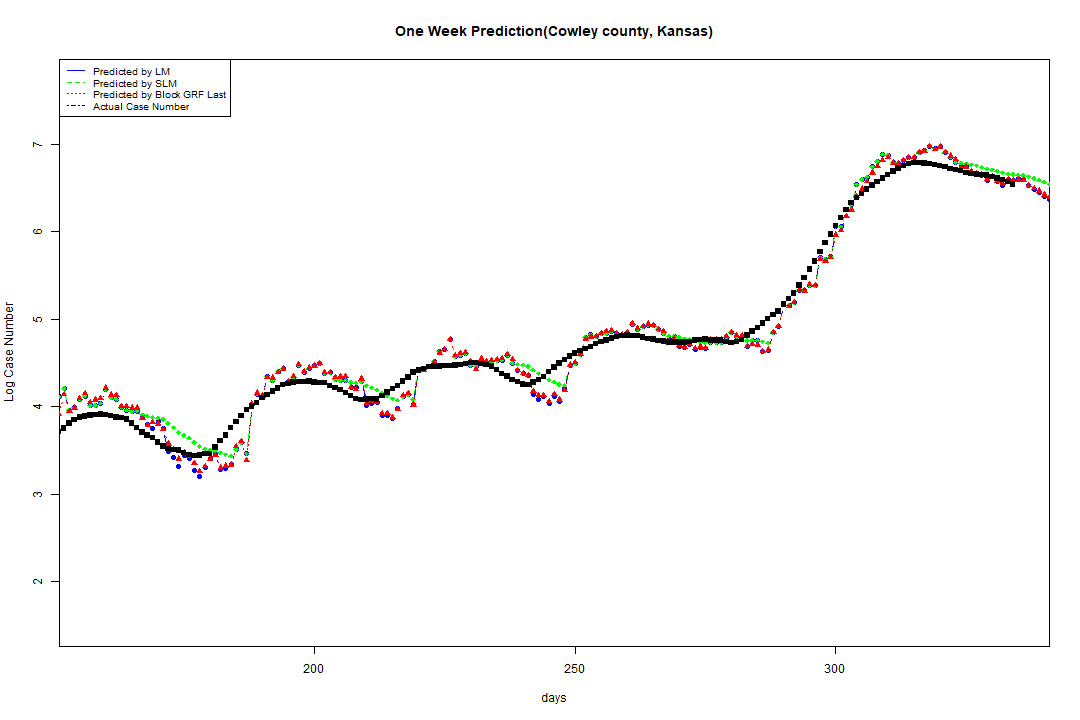 One Week Prediction(Cowley county, Kansas)
Predicted by LM
Predicted by SLM
Predicted by Block GRF Last
Actual Case Number
Log Case Number
7
6
5
4
3
2
200
250
300
days